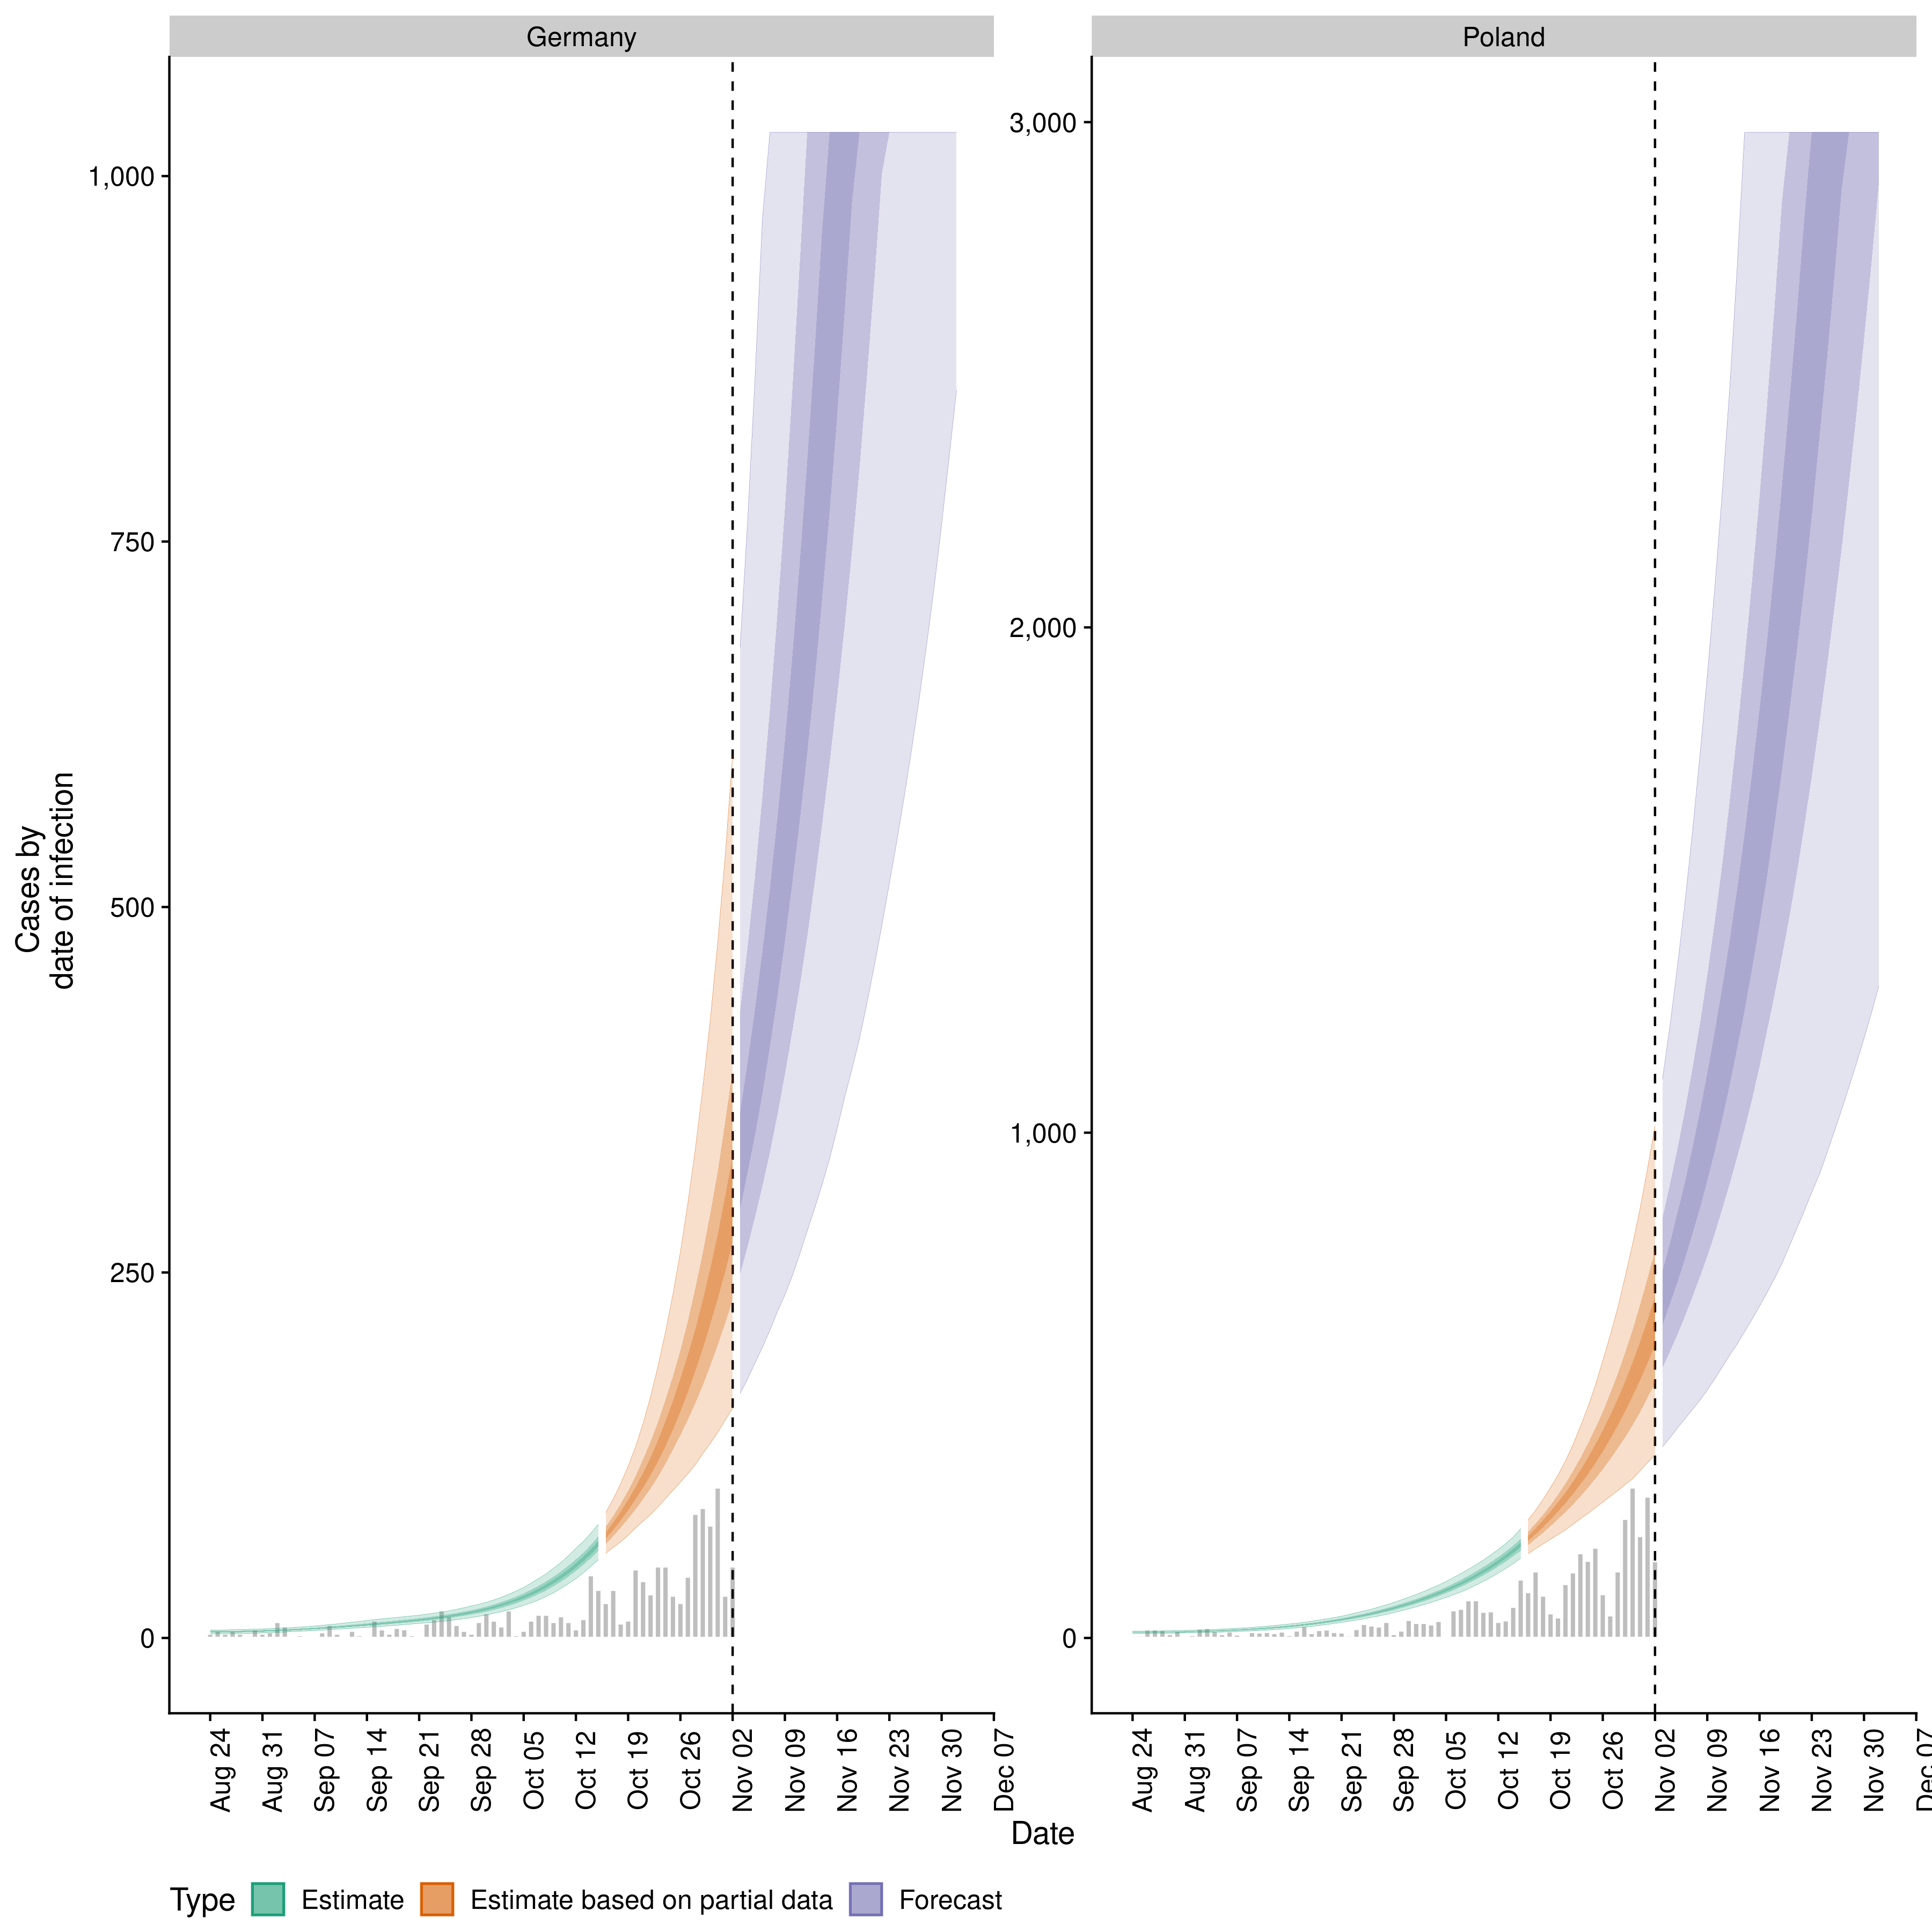 Germany
Poland
Cases by
date of infection
1,000
750
500
250
0
3,000
2,000
1,000
0
Aug 24
Aug 31
Sep 07
Sep 14
Sep 21
Sep 28
Oct 05
Oct 12
Oct 19
Oct 26
Nov 02
Nov 09
Nov 16
Nov 23
Nov 30
Dec 07
Aug 24
Aug 31
Sep 07
Sep 14
Sep 21
Sep 28
Oct 05
Oct 12
Oct 19
Oct 26
Nov 02
Nov 09
Nov 16
Nov 23
Nov 30
Dec 07
Date
Type Estimate Estimate based on partial data Forecast